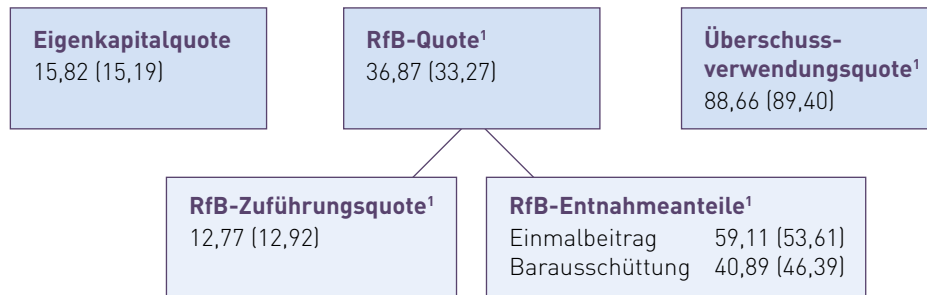 Eigenkapitalquote
15,82 (15,19)
RfB-Quote¹
36,87 (33,27)
Überschuss-
verwendungsquote¹
88,66 (89,40)
RfB-Zuführungsquote¹
12,77 (12,92)
RfB-Entnahmeanteile¹
Einmalbeitrag 59,11 (53,61)
Barausschüttung 40,89 (46,39)